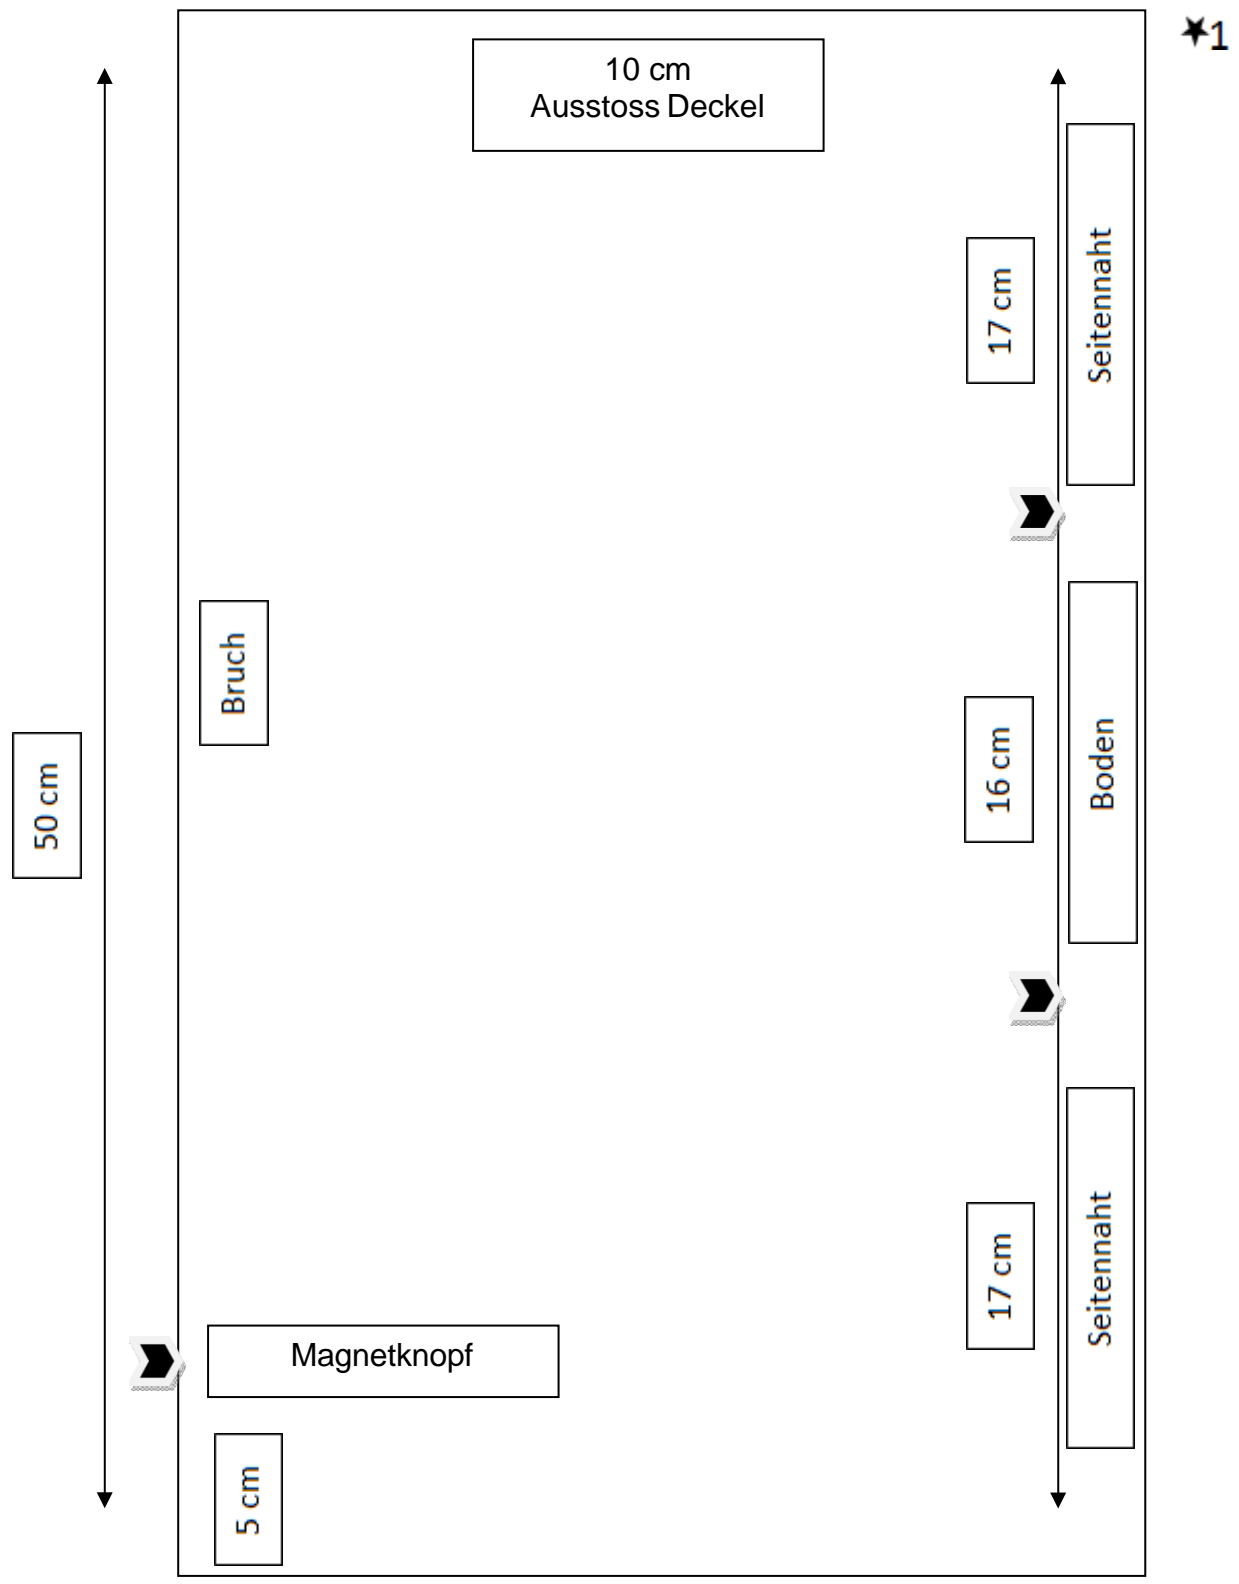 ★1
10 cm
Ausstoss Deckel
17 cm
Seitennaht
Bruch
50 cm
16 cm
Boden
17 cm
Seitennaht
Magnetknopf
5 cm